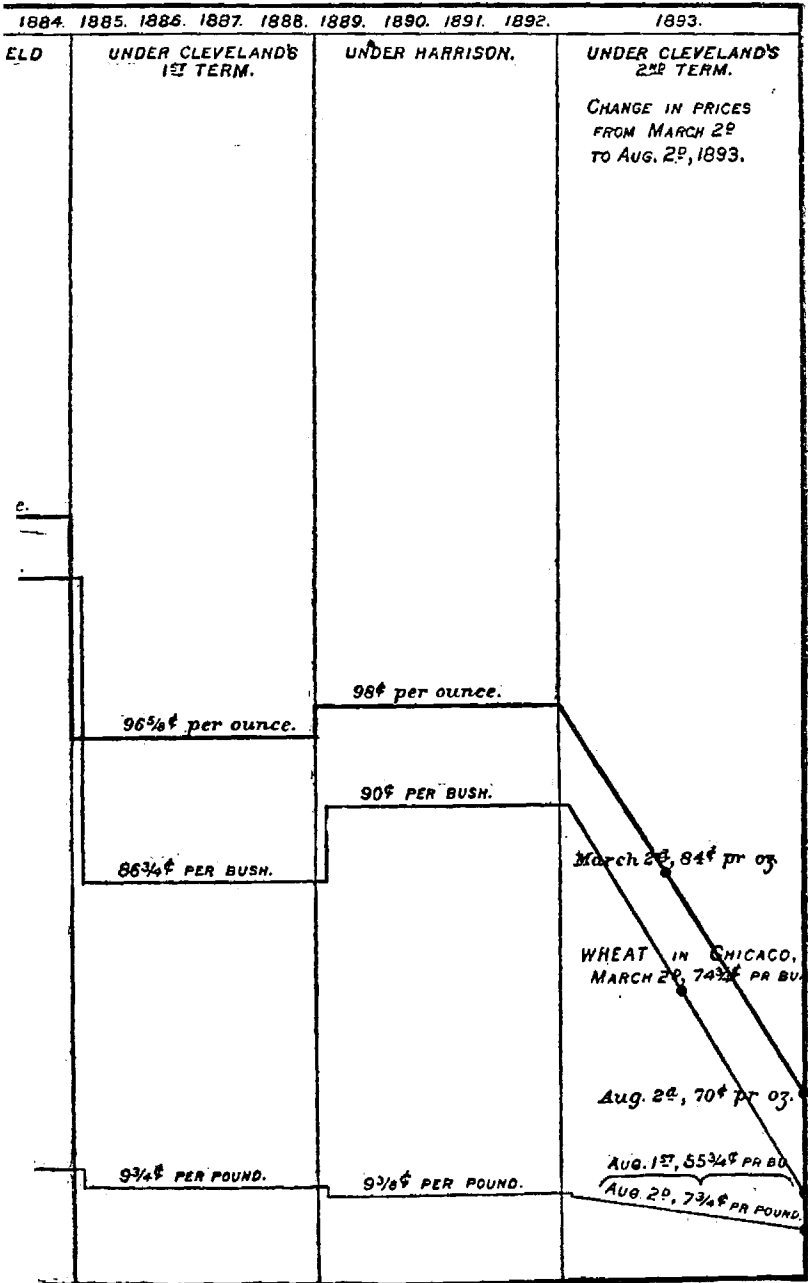 1884. 1885. 1886. 1887. 1888. 1889. 1890. 1891. 1892. 1893.
ELD
UNDER CLEVELAND'S
1ST TERM.
UNDER HARRISON.
UNDER CLEVELAND'S
2ND TERM.
CHANGE IN PRICES
FROM MARCH 2D
TO AUG. 2D, 1893.
e.
98¢ per ounce.
96⅝¢ per ounce.
90¢ PER BUSH.
86¾¢ PER BUSH.
March 2d, 84¢ pr oz
WHEAT IN CHICAGO,
MARCH 2D, 74¾¢ PR BU.
Aug. 2d, 70¢ pr oz.
AUG. 1ST, 55¾¢ PR BU
AUG. 2D, 7¾¢ PR POUND.
9¾¢ PER POUND.
9⅜¢ PER POUND.